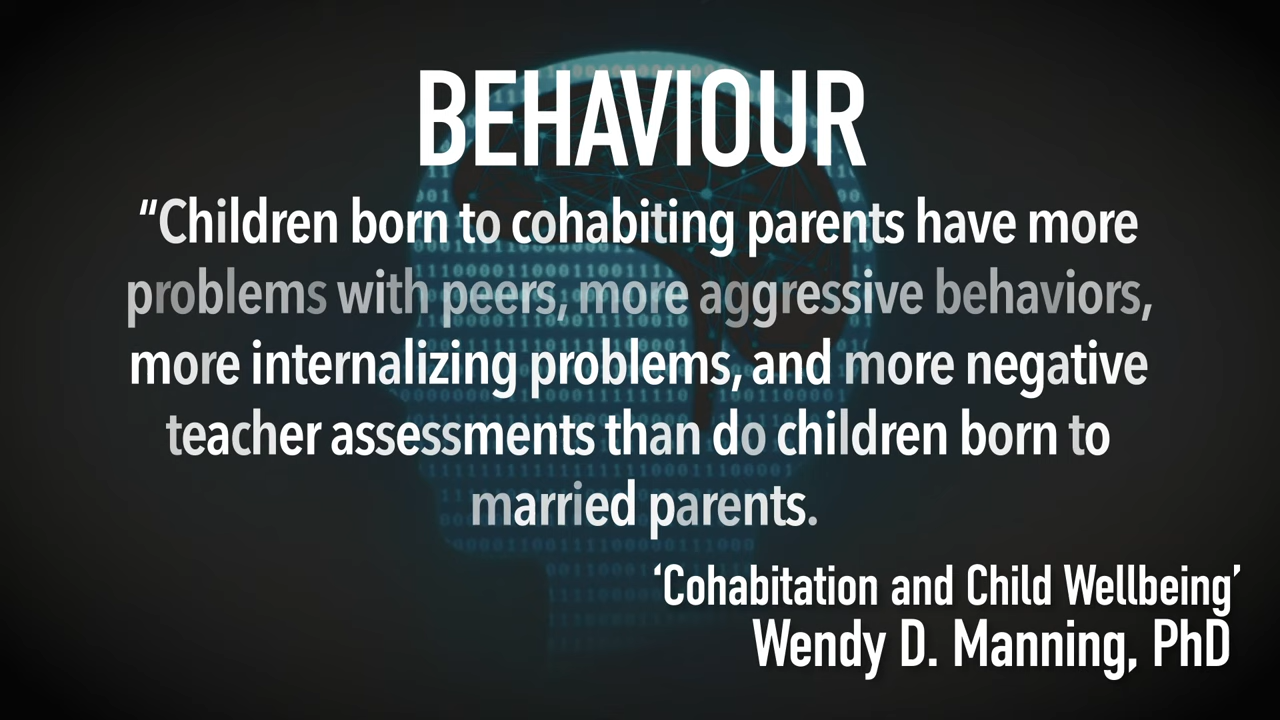 BEHAVIOUR
“Children born to cohabiting parents have more
problems with peers, more aggressive behaviors,
more internalizing problems, and more negative
teacher assessments than do children born to
married parents.
‘Cohabitation and Child Wellbeing’
Wendy D. Manning, PhD